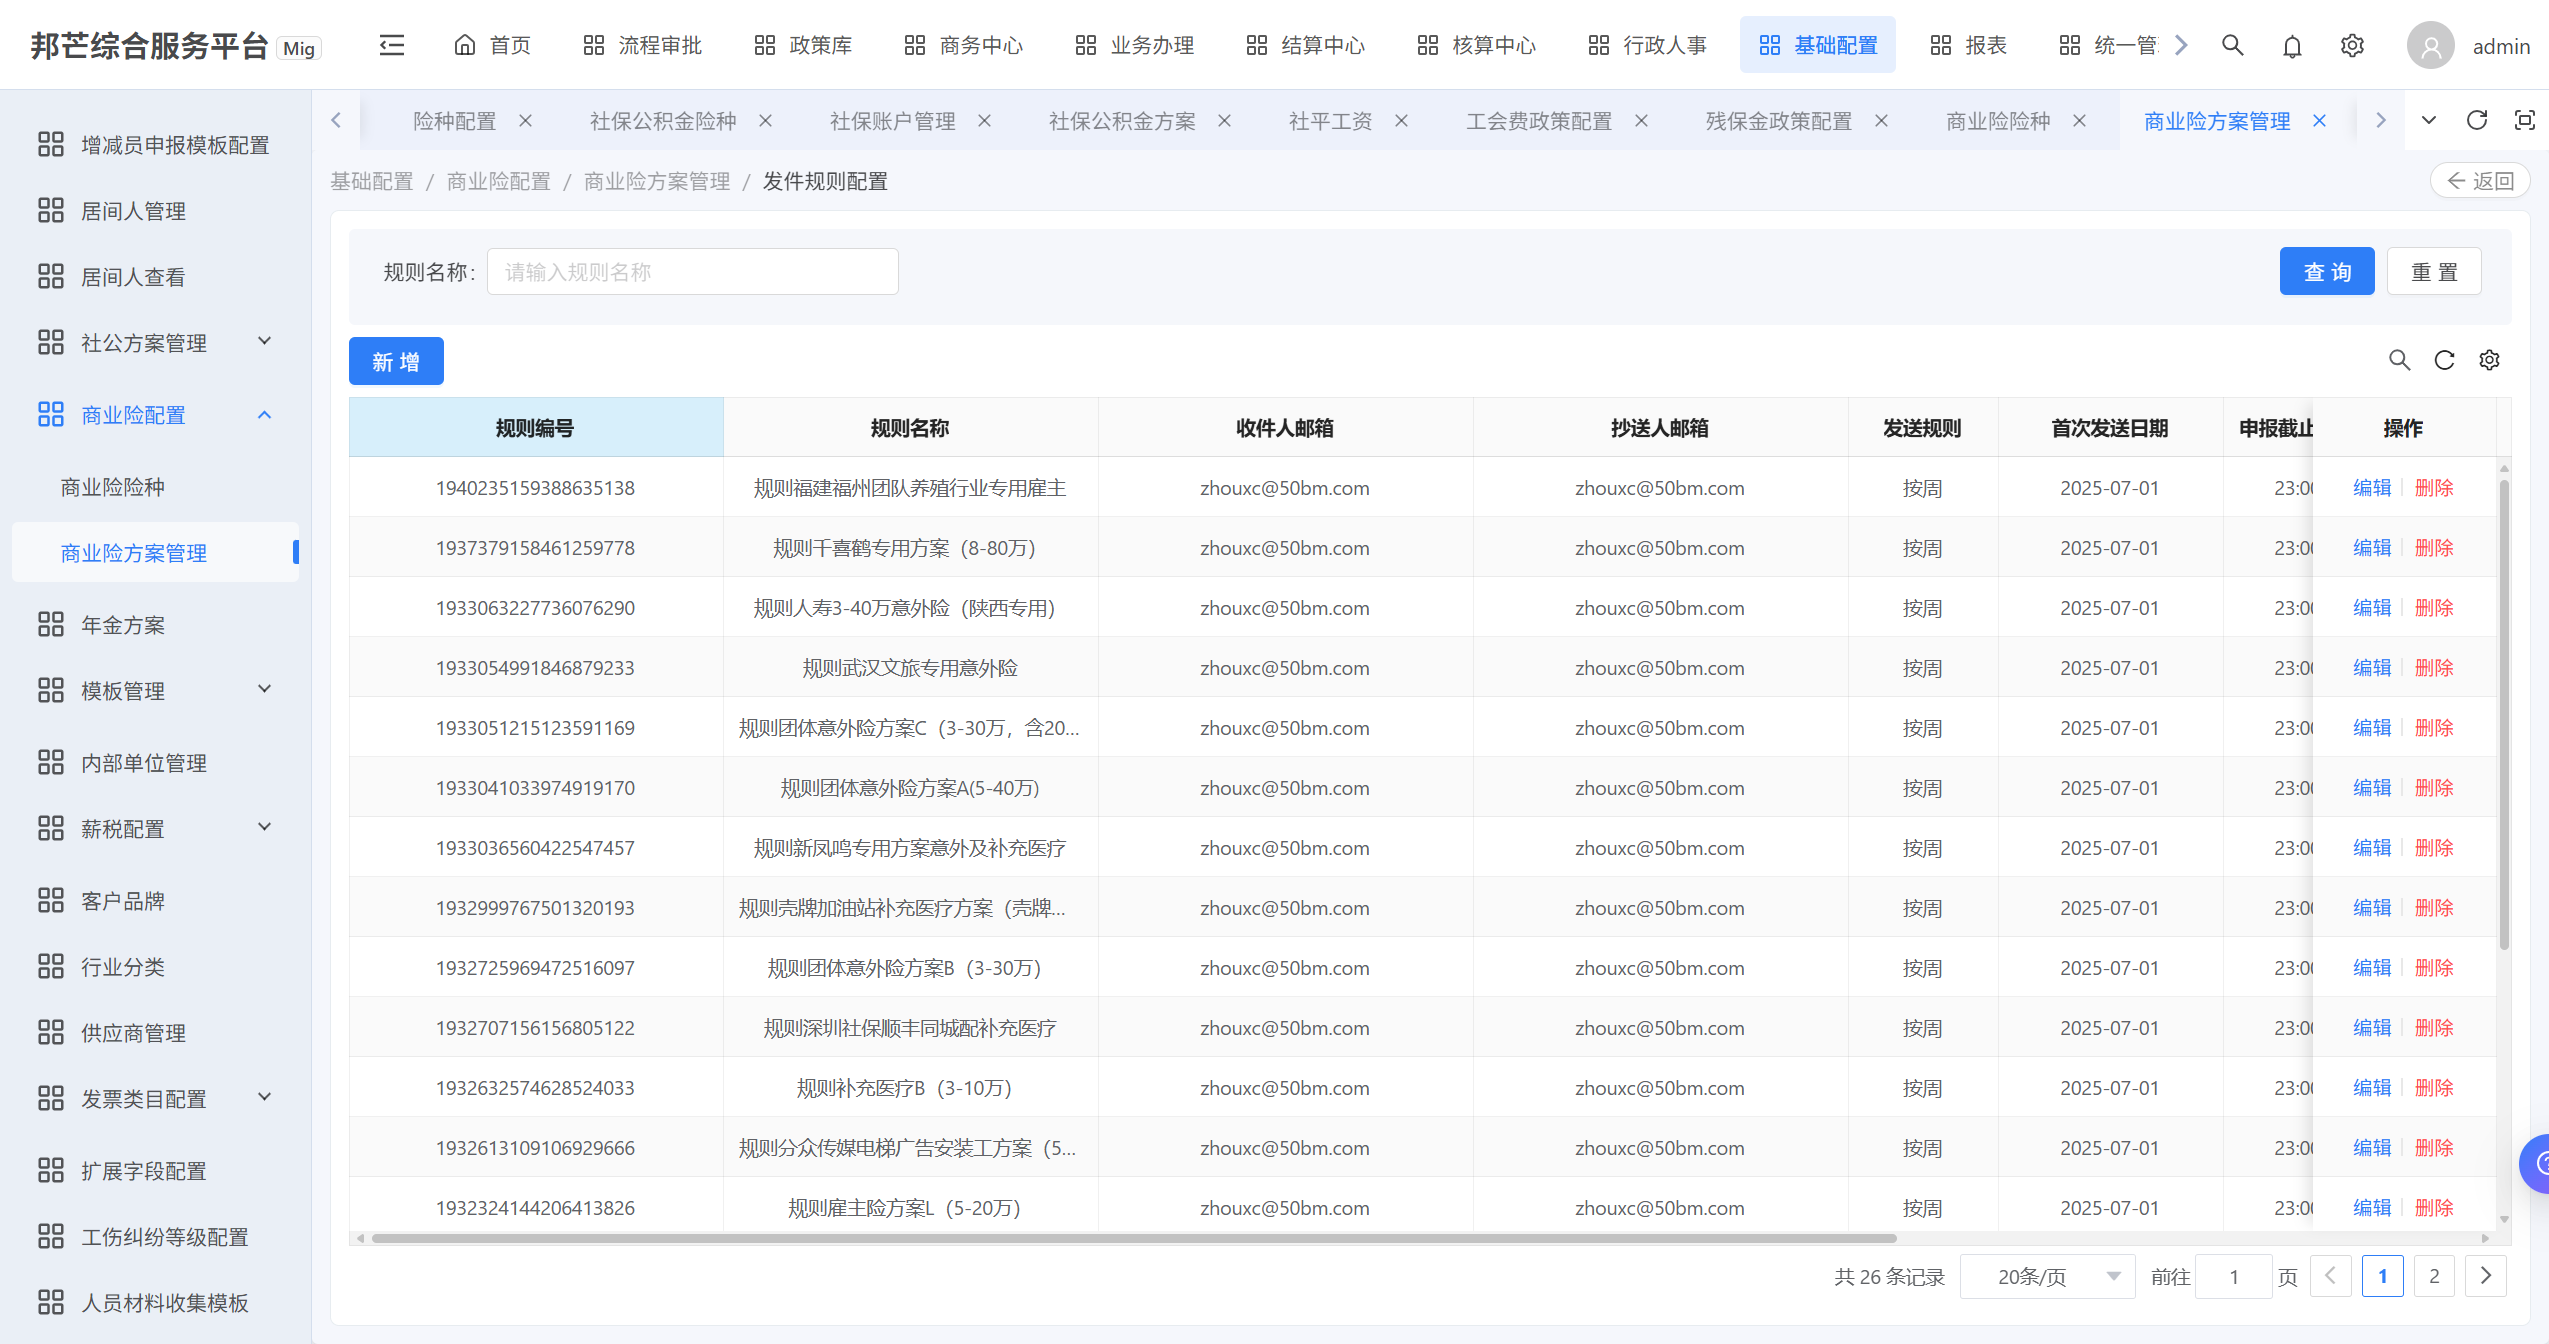 邦芒综合服务平台 Mig 首页 流程审批 政策库 商务中心 业务办理 结算中心 核算中心 行政人事 基础配置 报表 统一管 admin
险种配置 社保公积金险种 社保账户管理 社保公积金方案 社平工资 工会费政策配置 残保金政策配置 商业险险种 商业险方案管理
基础配置 / 商业险配置 / 商业险方案管理 / 发件规则配置 返回
增减员申报模板配置
居间人管理
居间人查看
社公方案管理
商业险配置
商业险险种
商业险方案管理
年金方案
模板管理
内部单位管理
薪税配置
客户品牌
行业分类
供应商管理
发票类目配置
扩展字段配置
工伤纠纷等级配置
人员材料收集模板
规则名称: 请输入规则名称 查 询 重 置
新 增
规则编号 规则名称 收件人邮箱 抄送人邮箱 发送规则 首次发送日期 申报截止 操作
1940235159388635138 规则福建福州团队养殖行业专用雇主 zhouxc@50bm.com zhouxc@50bm.com 按周 2025-07-01 23:00 编辑 删除
1937379158461259778 规则千喜鹤专用方案（8-80万） zhouxc@50bm.com zhouxc@50bm.com 按周 2025-07-01 23:00 编辑 删除
1933063227736076290 规则人寿3-40万意外险（陕西专用） zhouxc@50bm.com zhouxc@50bm.com 按周 2025-07-01 23:00 编辑 删除
1933054991846879233 规则武汉文旅专用意外险 zhouxc@50bm.com zhouxc@50bm.com 按周 2025-07-01 23:00 编辑 删除
1933051215123591169 规则团体意外险方案C（3-30万，含20... zhouxc@50bm.com zhouxc@50bm.com 按周 2025-07-01 23:00 编辑 删除
1933041033974919170 规则团体意外险方案A(5-40万) zhouxc@50bm.com zhouxc@50bm.com 按周 2025-07-01 23:00 编辑 删除
1933036560422547457 规则新凤鸣专用方案意外及补充医疗 zhouxc@50bm.com zhouxc@50bm.com 按周 2025-07-01 23:00 编辑 删除
1932999767501320193 规则壳牌加油站补充医疗方案（壳牌... zhouxc@50bm.com zhouxc@50bm.com 按周 2025-07-01 23:00 编辑 删除
1932725969472516097 规则团体意外险方案B（3-30万） zhouxc@50bm.com zhouxc@50bm.com 按周 2025-07-01 23:00 编辑 删除
1932707156156805122 规则深圳社保顺丰同城配补充医疗 zhouxc@50bm.com zhouxc@50bm.com 按周 2025-07-01 23:00 编辑 删除
1932632574628524033 规则补充医疗B（3-10万） zhouxc@50bm.com zhouxc@50bm.com 按周 2025-07-01 23:00 编辑 删除
1932613109106929666 规则分众传媒电梯广告安装工方案（5... zhouxc@50bm.com zhouxc@50bm.com 按周 2025-07-01 23:00 编辑 删除
1932324144206413826 规则雇主险方案L（5-20万） zhouxc@50bm.com zhouxc@50bm.com 按周 2025-07-01 23:00 编辑 删除
共 26 条记录 20条/页 前往 1 页 1 2